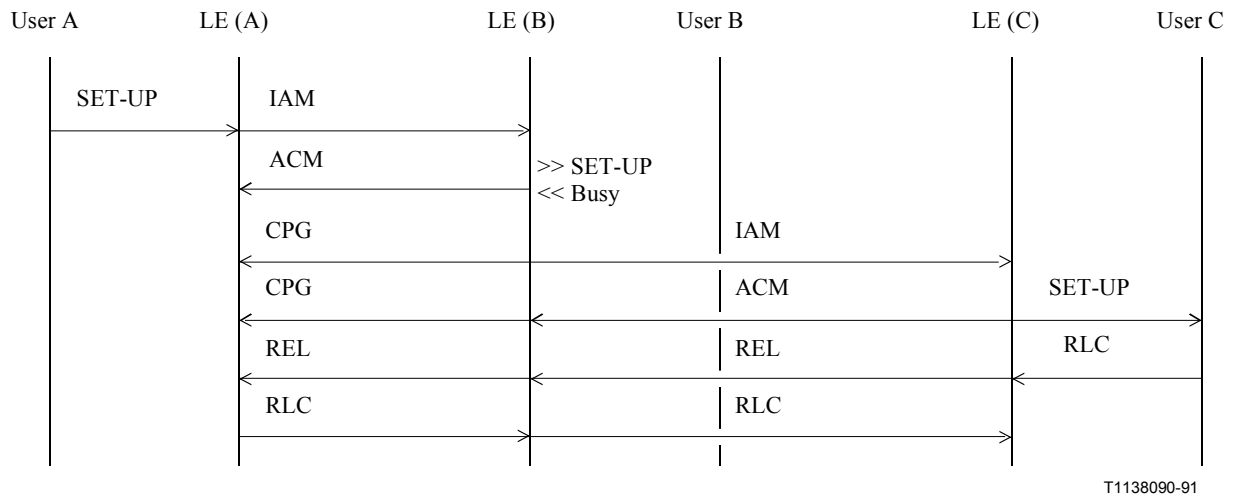 User A LE (A) LE (B) User B LE (C) User C
SET-UP IAM
ACM
>> SET-UP
<< Busy
CPG IAM
CPG ACM SET-UP
REL REL RLC
RLC RLC
T1138090-91